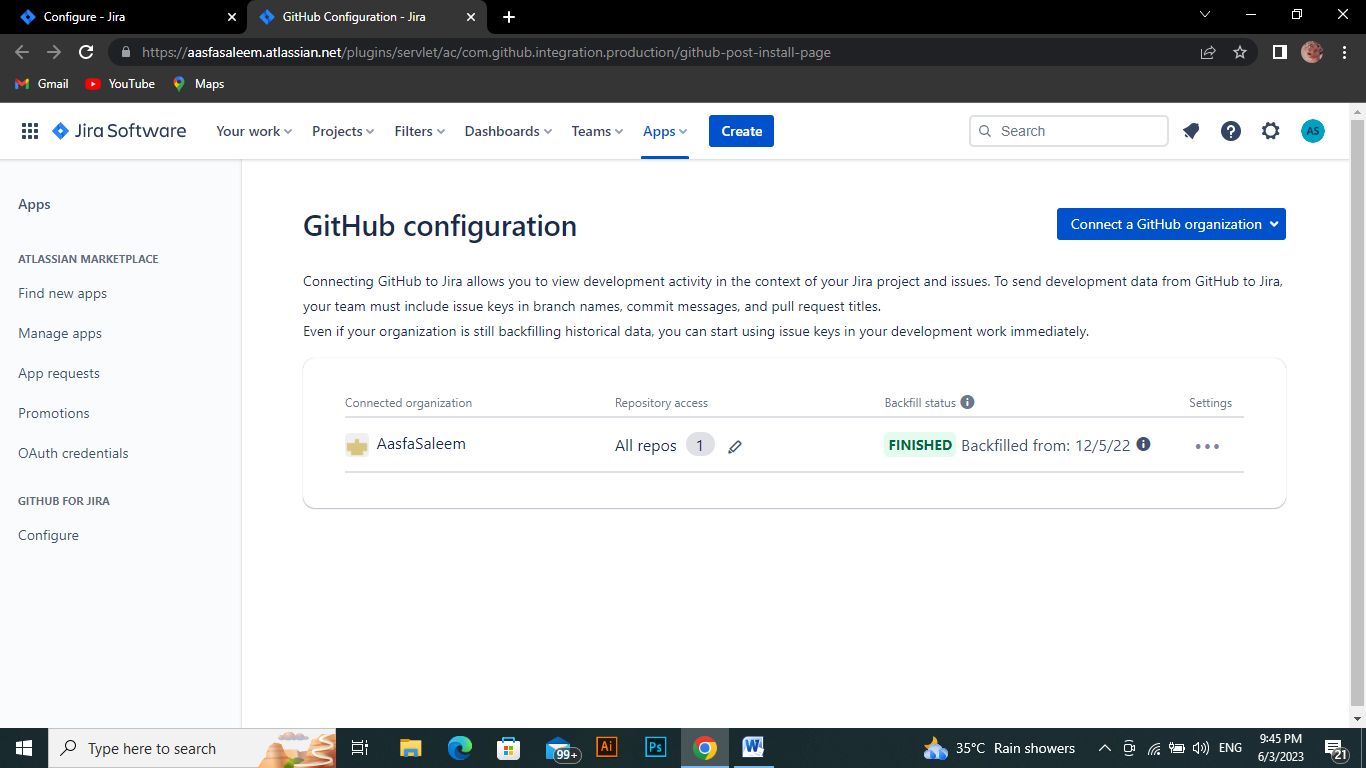 Configure - Jira
GitHub Configuration - Jira
https://aasfasaleem.atlassian.net/plugins/servlet/ac/com.github.integration.production/github-post-install-page
Gmail
YouTube
Maps
Jira Software
Your work
Projects
Filters
Dashboards
Teams
Apps
Create
Search
AS
Apps
ATLASSIAN MARKETPLACE
Find new apps
Manage apps
App requests
Promotions
OAuth credentials
GITHUB FOR JIRA
Configure
GitHub configuration
Connect a GitHub organization
Connecting GitHub to Jira allows you to view development activity in the context of your Jira project and issues. To send development data from GitHub to Jira,
your team must include issue keys in branch names, commit messages, and pull request titles.
Even if your organization is still backfilling historical data, you can start using issue keys in your development work immediately.
Connected organization
Repository access
Backfill status
Settings
AasfaSaleem
All repos 1
FINISHED Backfilled from: 12/5/22
Type here to search
99+
Ai
Ps
W
35°C Rain showers
ENG
9:45 PM
6/3/2023
21